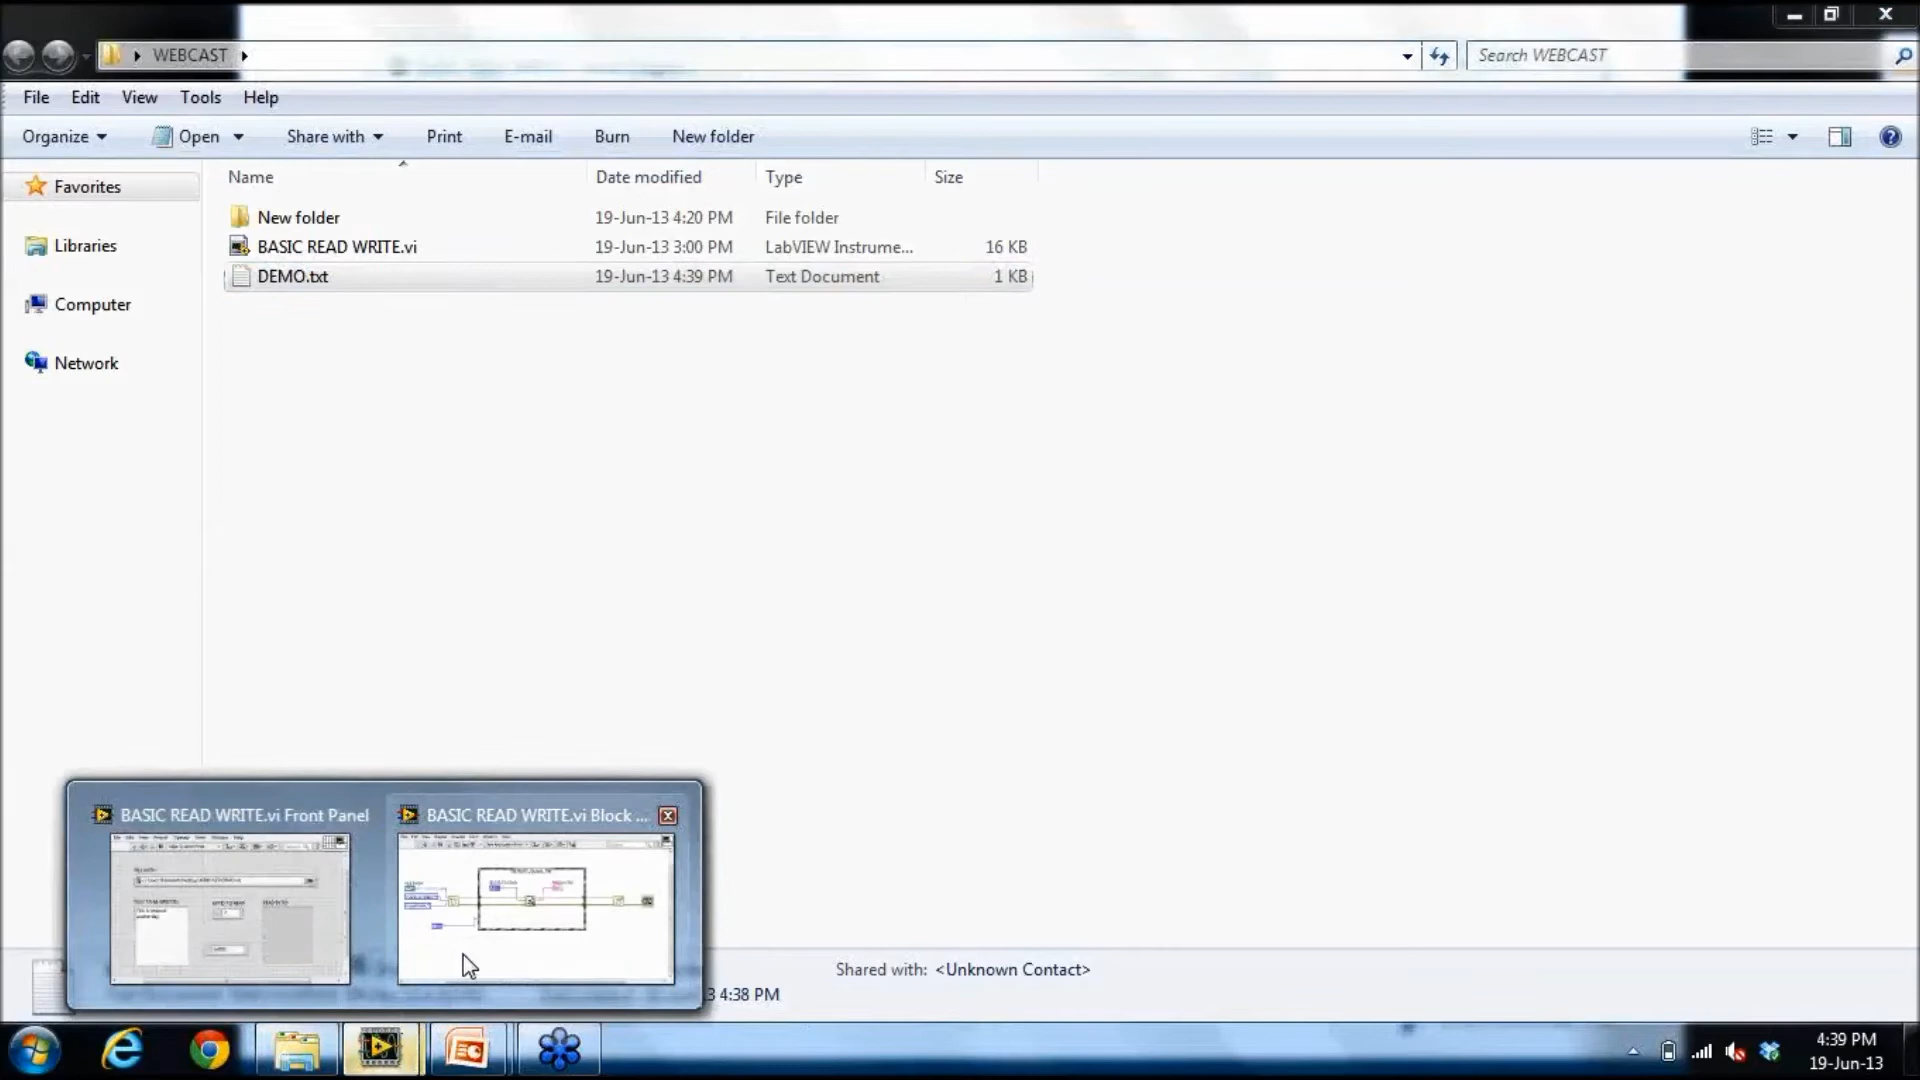 WEBCAST
Search WEBCAST
File Edit View Tools Help
Organize Open Share with Print E-mail Burn New folder
Name Date modified Type Size
Favorites
Libraries
Computer
Network
New folder 19-Jun-13 4:20 PM File folder
BASIC READ WRITE.vi 19-Jun-13 3:00 PM LabVIEW Instrume... 16 KB
DEMO.txt 19-Jun-13 4:39 PM Text Document 1 KB
BASIC READ WRITE.vi Front Panel
BASIC READ WRITE.vi Block ...
Shared with: <Unknown Contact>
3 4:38 PM
4:39 PM
19-Jun-13